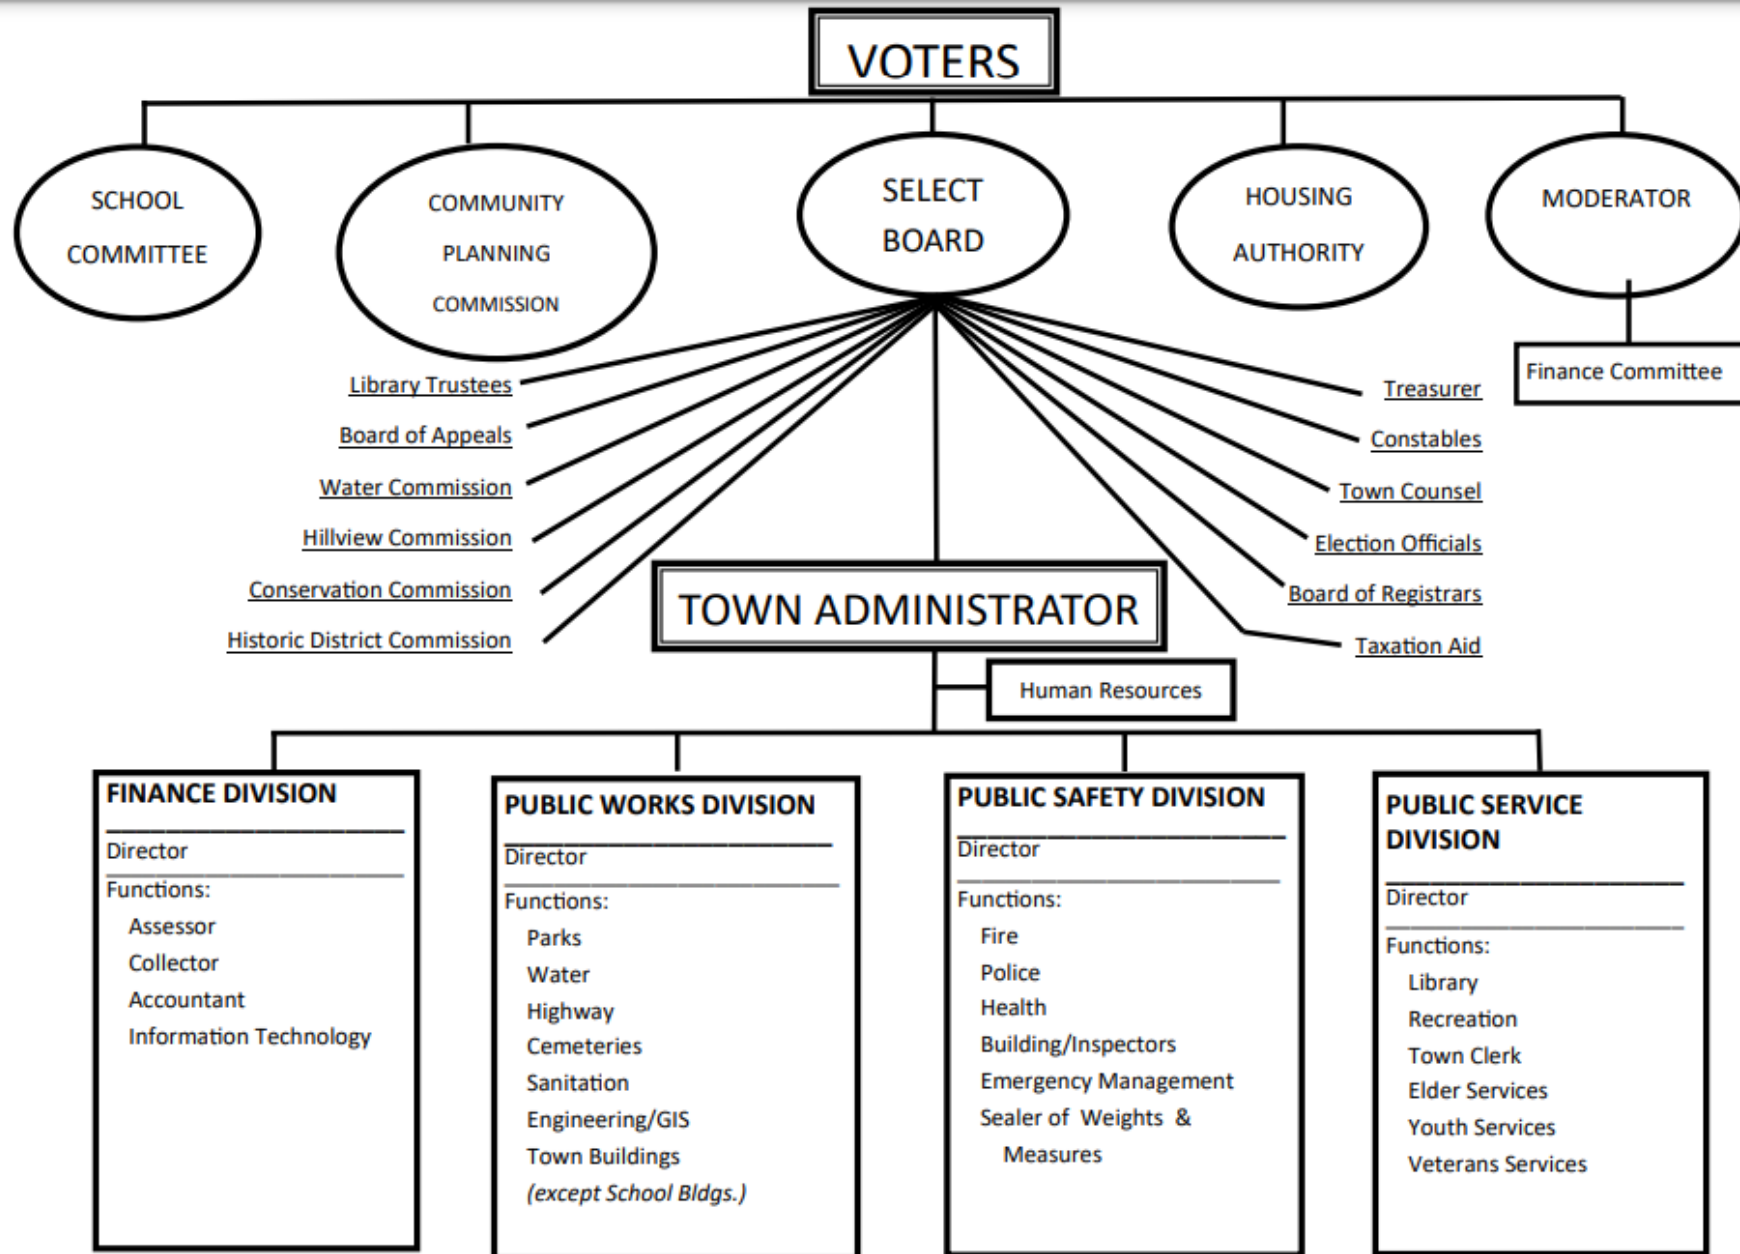 VOTERS
SCHOOL
COMMITTEE
COMMUNITY
PLANNING
COMMISSION
SELECT
BOARD
HOUSING
AUTHORITY
MODERATOR
Finance Committee
Library Trustees
Board of Appeals
Water Commission
Hillview Commission
Conservation Commission
Historic District Commission
Treasurer
Constables
Town Counsel
Election Officials
Board of Registrars
Taxation Aid
TOWN ADMINISTRATOR
Human Resources
FINANCE DIVISION
Director
Functions:
Assessor
Collector
Accountant
Information Technology
PUBLIC WORKS DIVISION
Director
Functions:
Parks
Water
Highway
Cemeteries
Sanitation
Engineering/GIS
Town Buildings
(except School Bldgs.)
PUBLIC SAFETY DIVISION
Director
Functions:
Fire
Police
Health
Building/Inspectors
Emergency Management
Sealer of Weights &
Measures
PUBLIC SERVICE
DIVISION
Director
Functions:
Library
Recreation
Town Clerk
Elder Services
Youth Services
Veterans Services